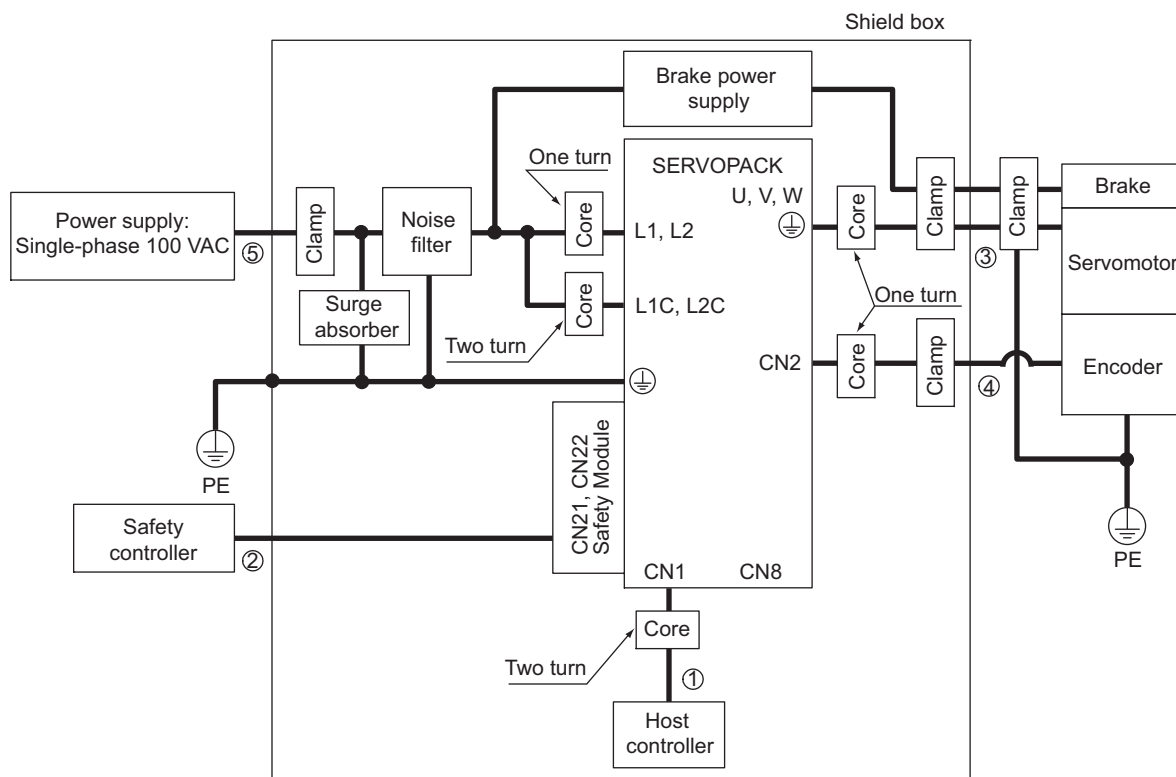 Shield box
Brake power
supply
One turn
SERVOPACK
U, V, W
Brake
Power supply:
Single-phase 100 VAC
⑤
Clamp
Noise
filter
Core
L1, L2
Core
Clamp
Clamp
③
Servomotor
Surge
absorber
Core
L1C, L2C
Two turn
One turn
CN2
Core
Clamp
④
Encoder
PE
CN21, CN22
Safety Module
Safety
controller
②
PE
CN1
CN8
Core
Two turn
①
Host
controller